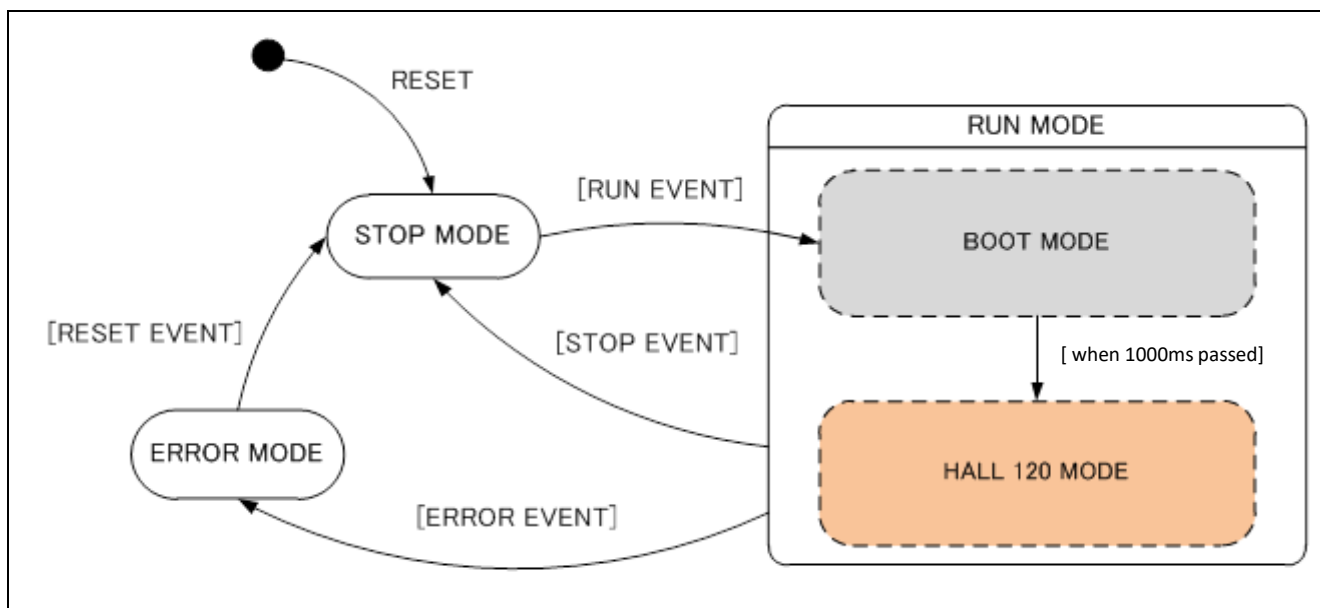 RESET
RUN MODE
[RUN EVENT]
STOP MODE
BOOT MODE
[RESET EVENT]
[STOP EVENT]
[ when 1000ms passed]
ERROR MODE
HALL 120 MODE
[ERROR EVENT]